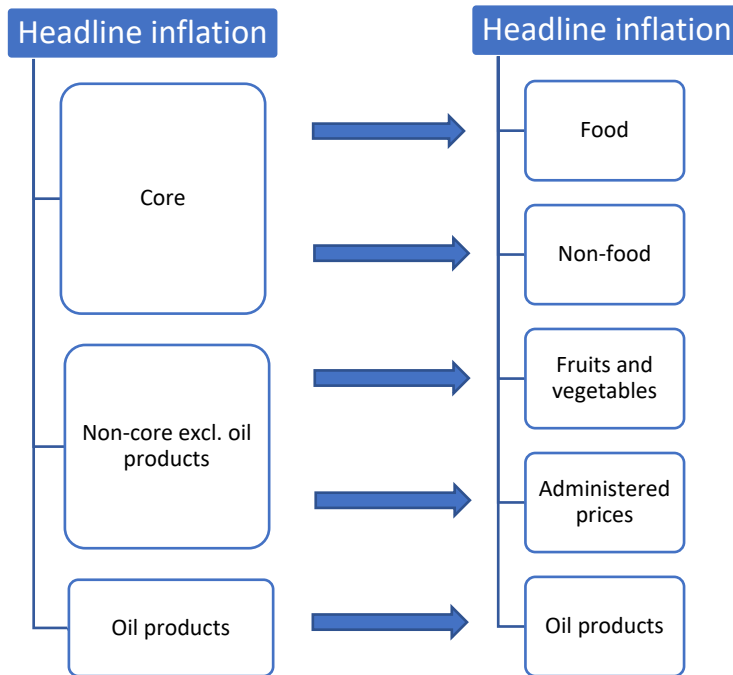 Headline inflation
Core
Non-core excl. oil
products
Oil products
Headline inflation
Food
Non-food
Fruits and
vegetables
Administered
prices
Oil products